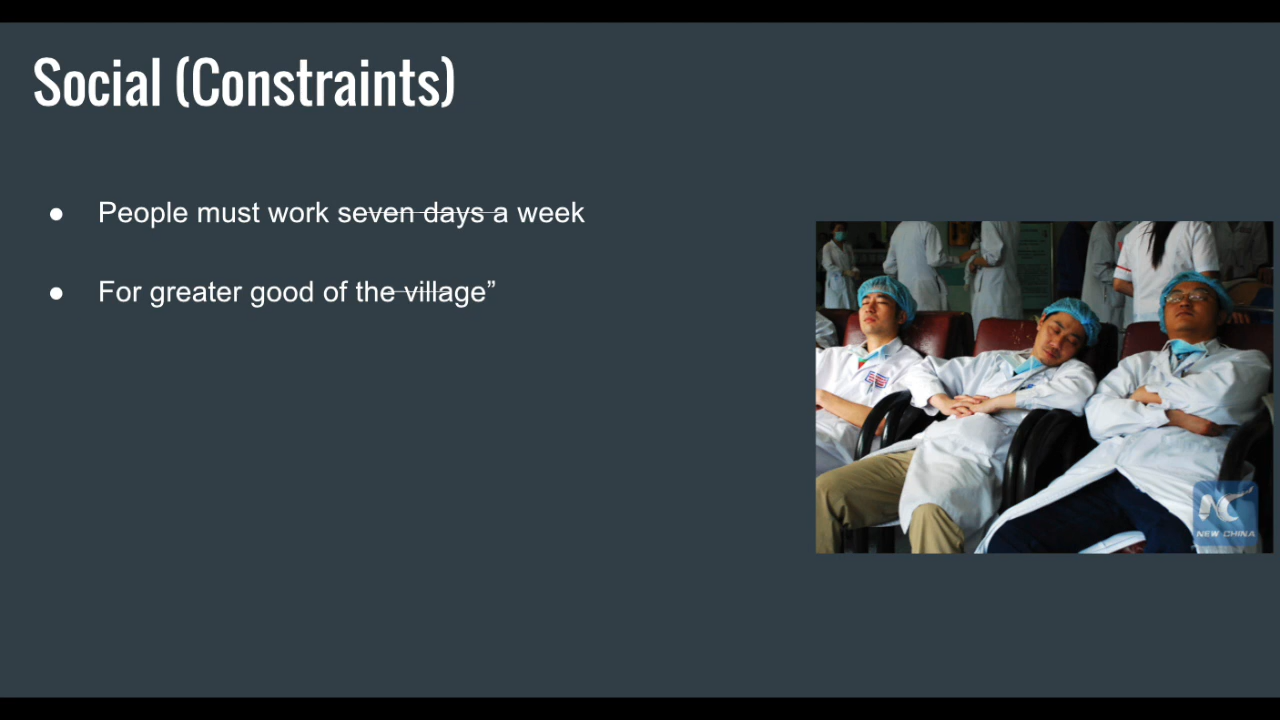 Social (Constraints)
● People must work seven days a week
● For greater good of the village”
NEW CHINA